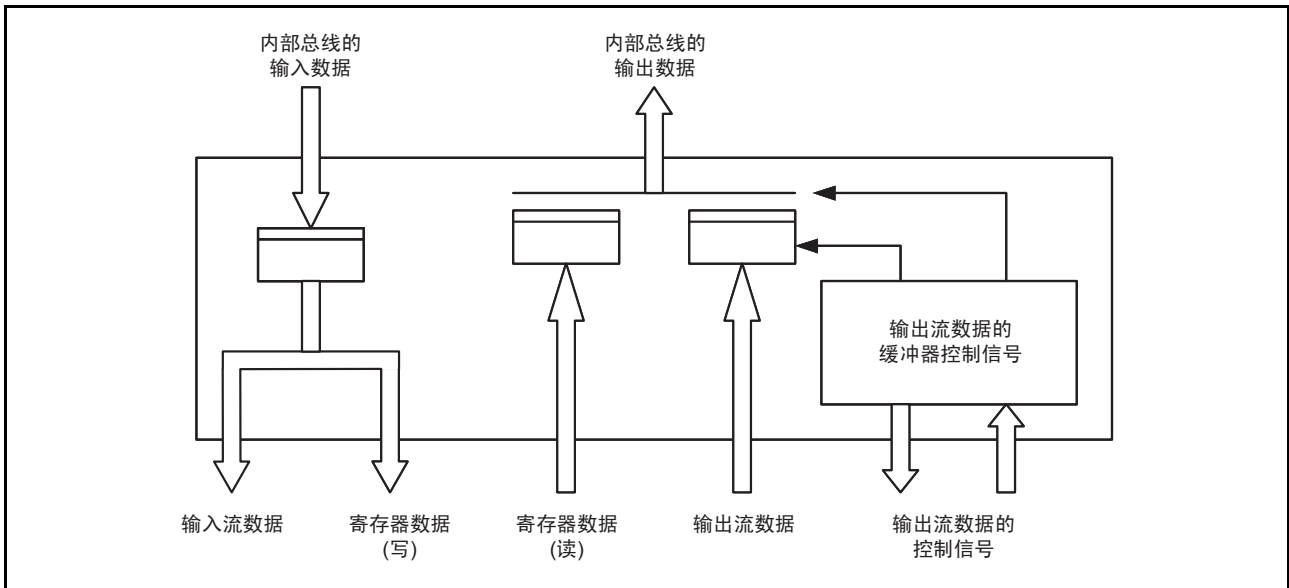 内部总线的
输入数据
内部总线的
输出数据
输出流数据的
缓冲器控制信号
输入流数据
寄存器数据
(写)
寄存器数据
(读)
输出流数据
输出流数据的
控制信号